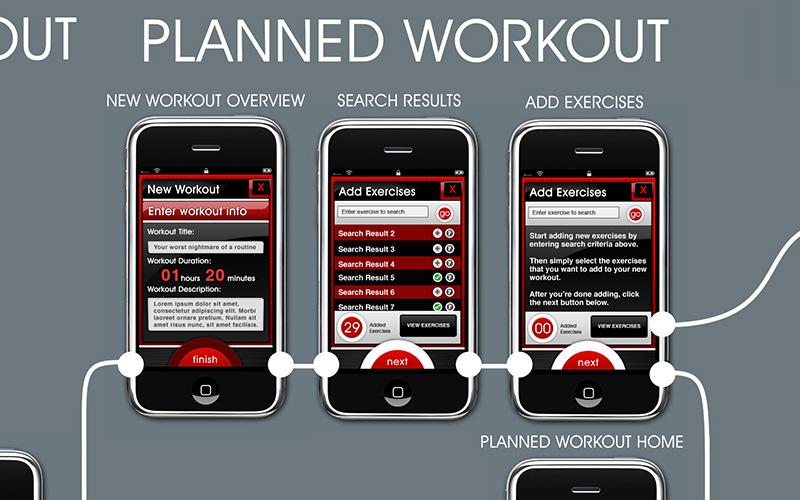 OUT
PLANNED WORKOUT
NEW WORKOUT OVERVIEW
New Workout
X
Enter workout info
Workout Title:
Your worst nightmare of a routine
Workout Duration:
01 hours 20 minutes
Workout Description:
Lorem ipsum dolor sit amet,
consectetur adipiscing elit. Morbi
laoreet ornare pretium. Nullam sit
amet risus nunc, sit amet facilisis.
finish
SEARCH RESULTS
Add Exercises
X
Enter exercise to search
go
Search Result 2
Search Result 3
Search Result 4
Search Result 5
Search Result 6
Search Result 7
29
Added
Exercises
VIEW EXERCISES
next
ADD EXERCISES
Add Exercises
X
Enter exercise to search
go
Start adding new exercises by
entering search criteria above.
Then simply select the exercises
that you want to add to your new
workout.
After you're done adding, click
the next button below.
00
Added
Exercises
VIEW EXERCISES
next
PLANNED WORKOUT HOME